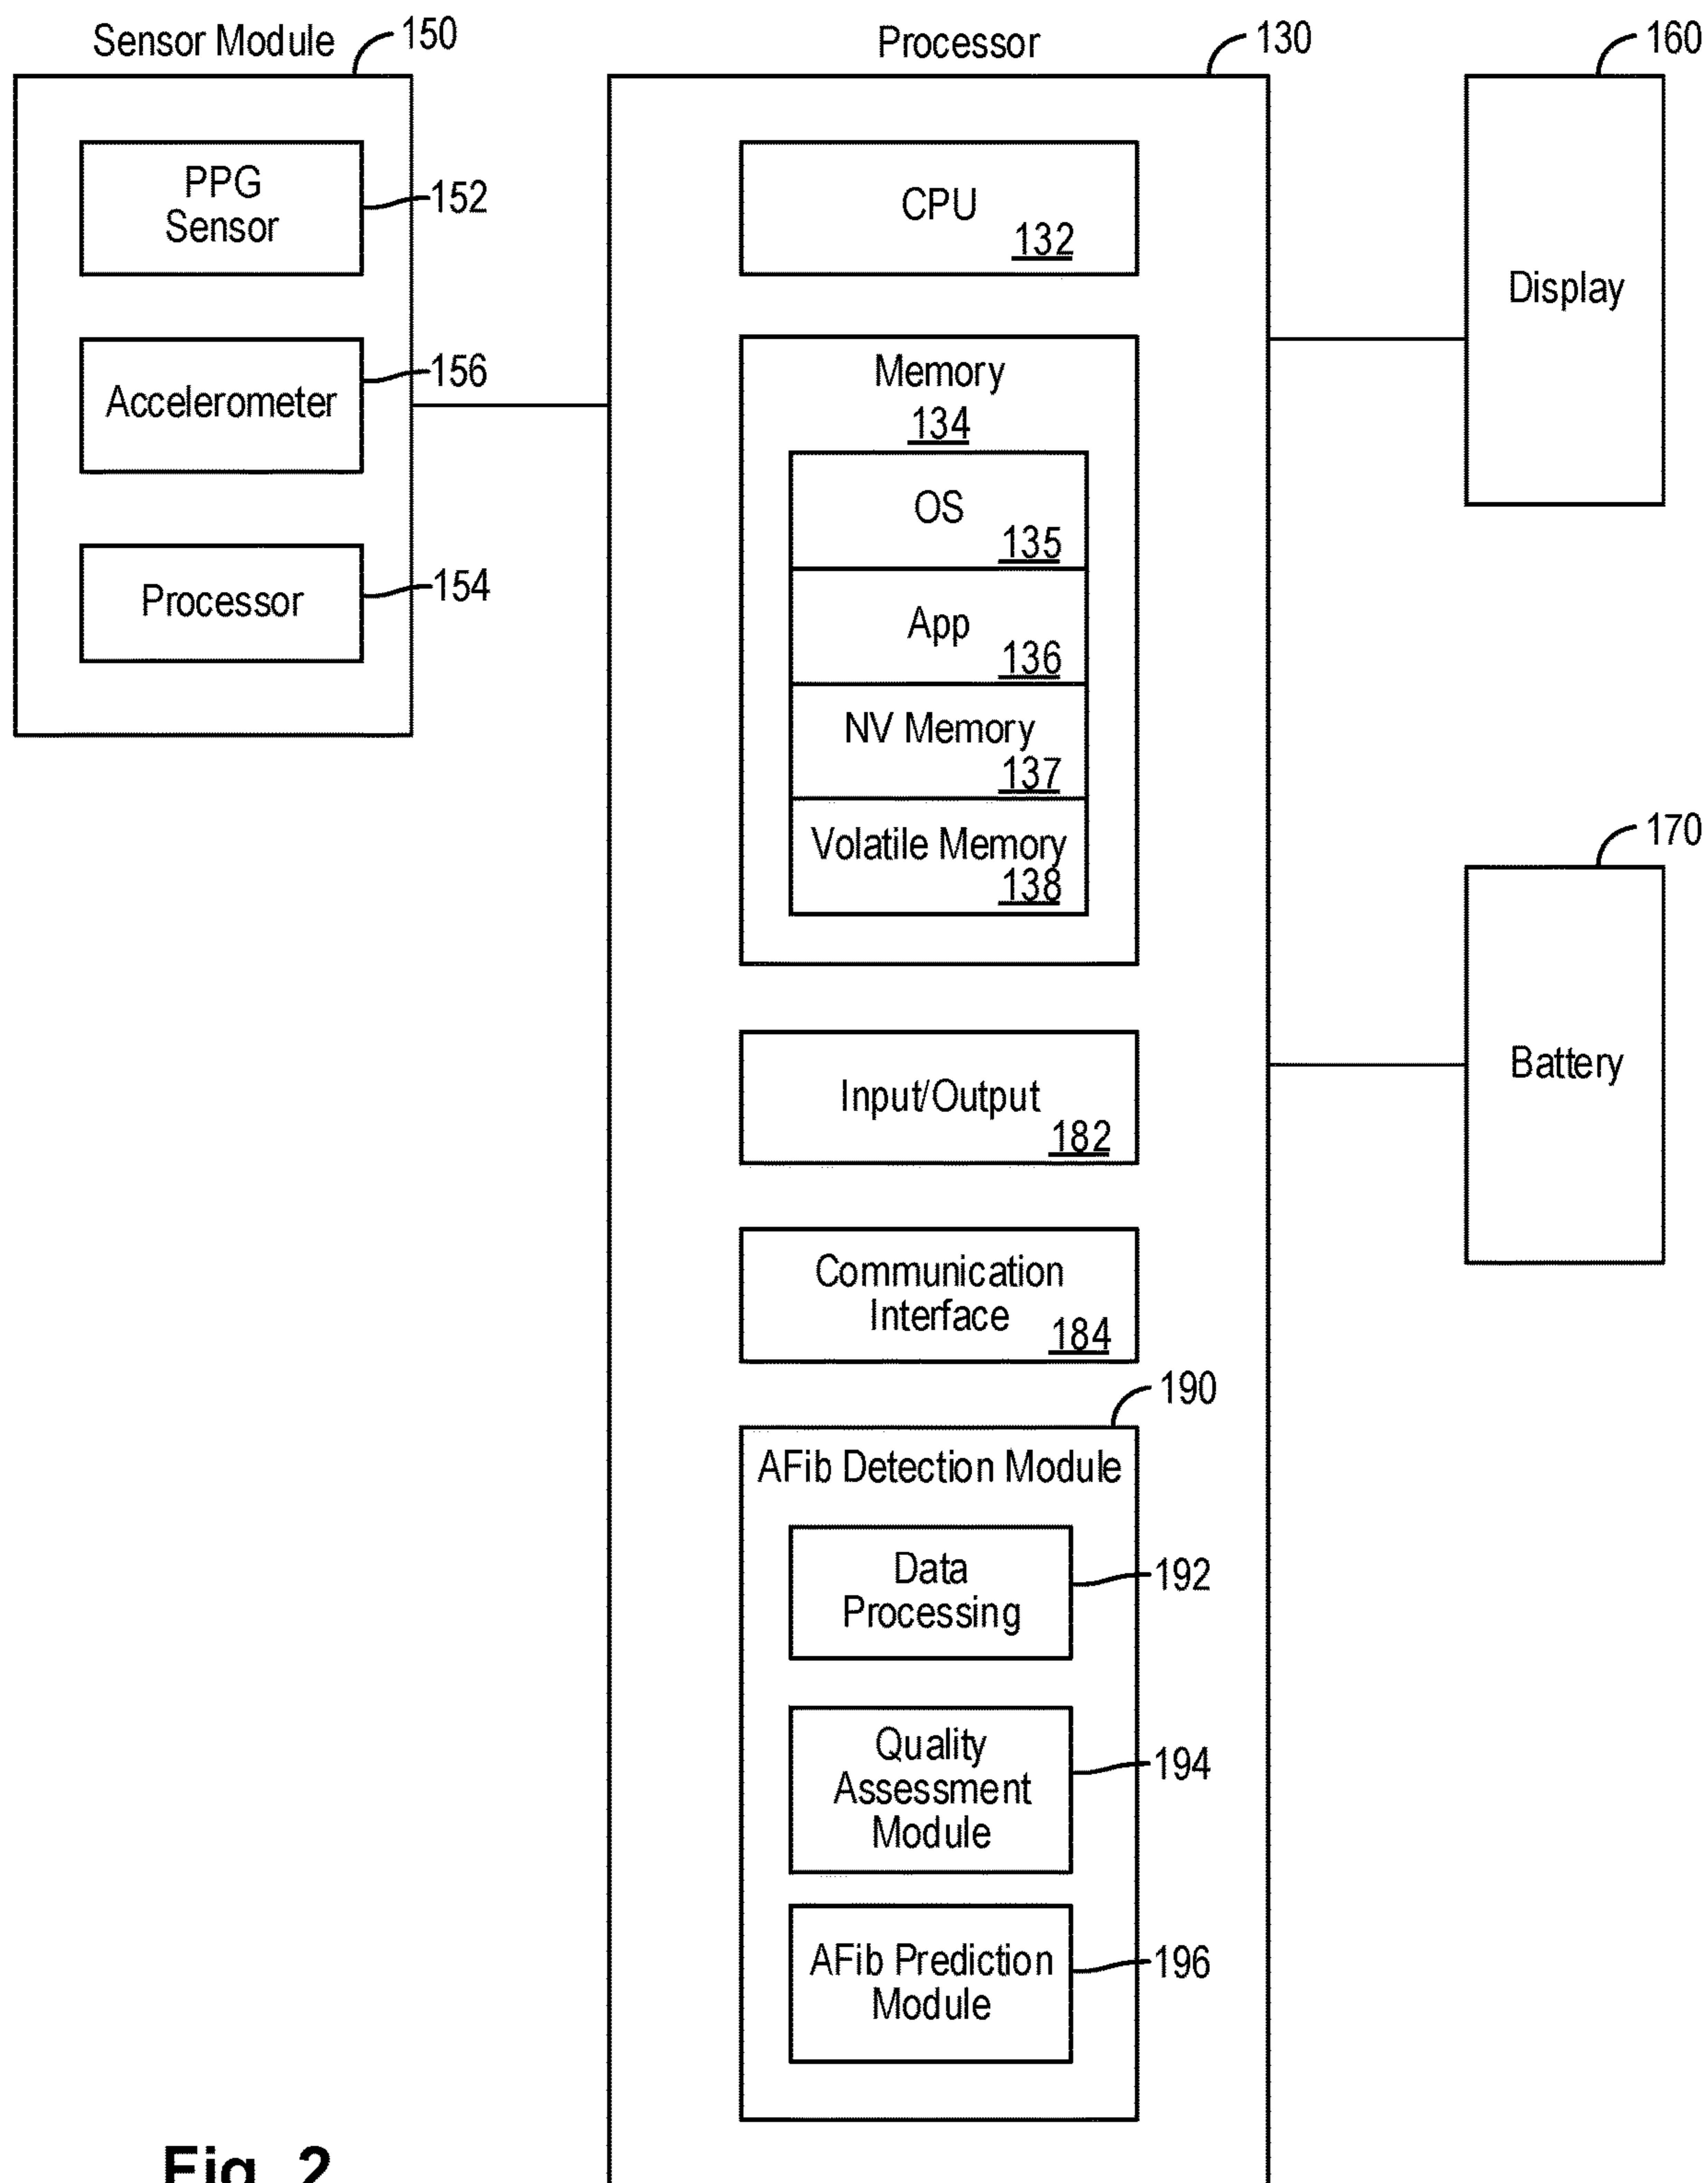 Sensor Module
150
PPG
Sensor
152
Accelerometer
156
Processor
154
Processor
130
CPU
132
Memory
134
OS
135
App
136
NV Memory
137
Volatile Memory
138
Input/Output
182
Communication
Interface
184
190
AFib Detection Module
Data
Processing
192
Quality
Assessment
Module
194
AFib Prediction
Module
196
160
Display
170
Battery
Fig. 2